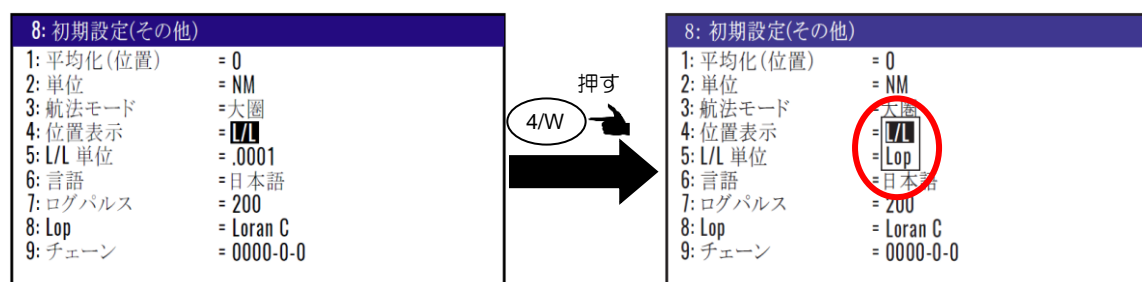 8: 初期設定(その他)
1: 平均化(位置) = 0
2: 単位 = NM
3: 航法モード =大圏
4: 位置表示 = L/L
5: L/L 単位 = .0001
6: 言語 =日本語
7: ログパルス = 200
8: Lop = Loran C
9: チェーン = 0000-0-0
押す
4/W
8: 初期設定(その他)
1: 平均化(位置) = 0
2: 単位 = NM
3: 航法モード =大圏
4: 位置表示 = L/L
5: L/L 単位 = Lop
6: 言語 =日本語
7: ログパルス = 200
8: Lop = Loran C
9: チェーン = 0000-0-0